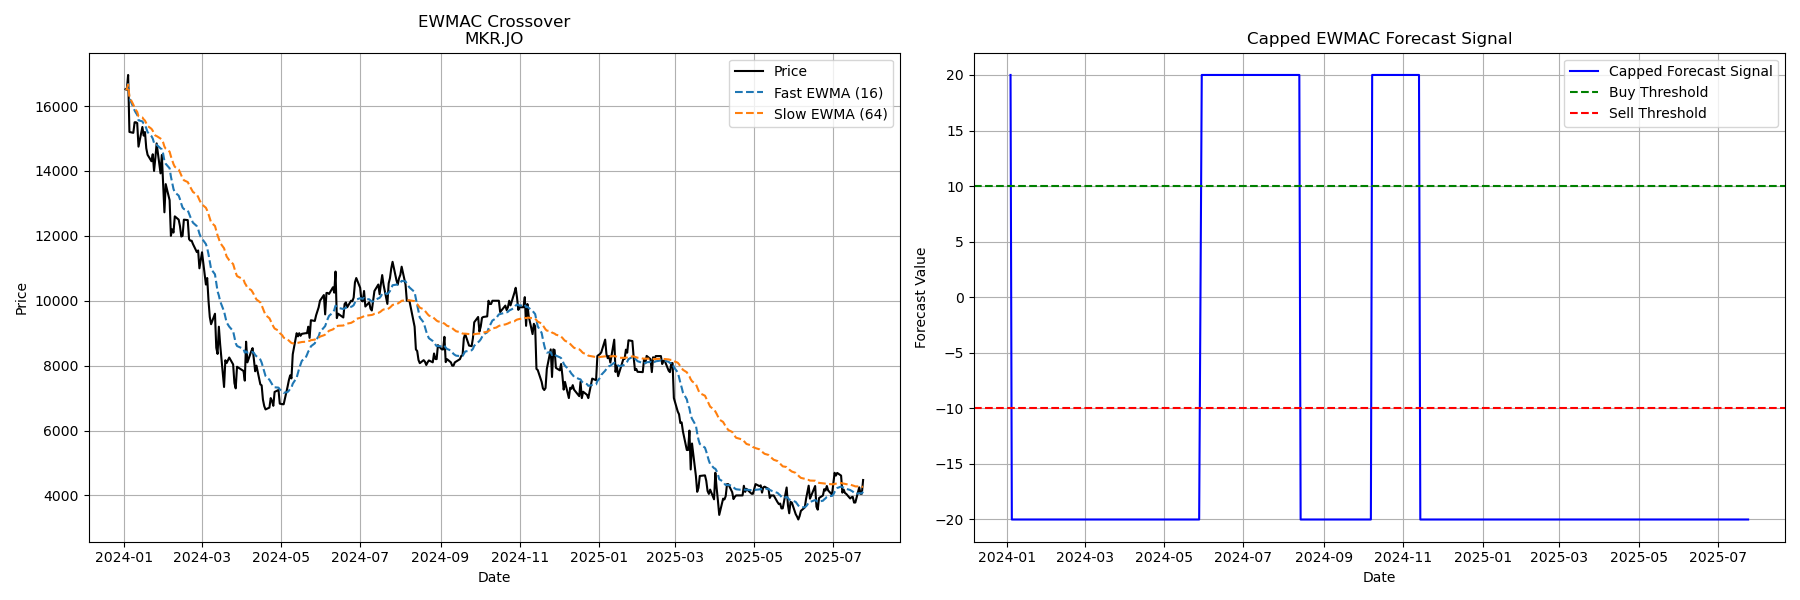 EWMAC Crossover
MKR.JO
Price
Fast EWMA (16)
Slow EWMA (64)
16000
14000
12000
10000
8000
6000
4000
Price
2024-01
2024-03
2024-05
2024-07
2024-09
2024-11
2025-01
2025-03
2025-05
2025-07
Date
Capped EWMAC Forecast Signal
Capped Forecast Signal
Buy Threshold
Sell Threshold
20
15
10
5
0
−5
−10
−15
−20
Forecast Value
2024-01
2024-03
2024-05
2024-07
2024-09
2024-11
2025-01
2025-03
2025-05
2025-07
Date